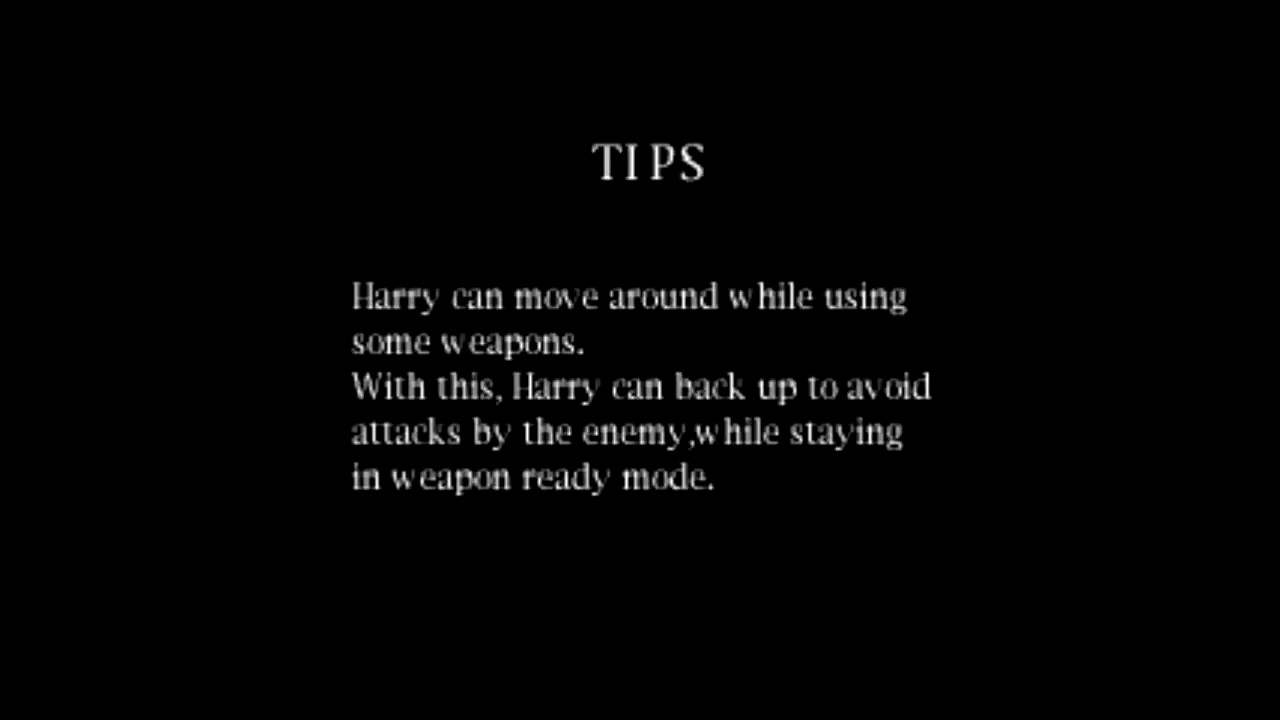 TIPS
Harry can move around while using
some weapons.
With this, Harry can back up to avoid
attacks by the enemy,while staying
in weapon ready mode.